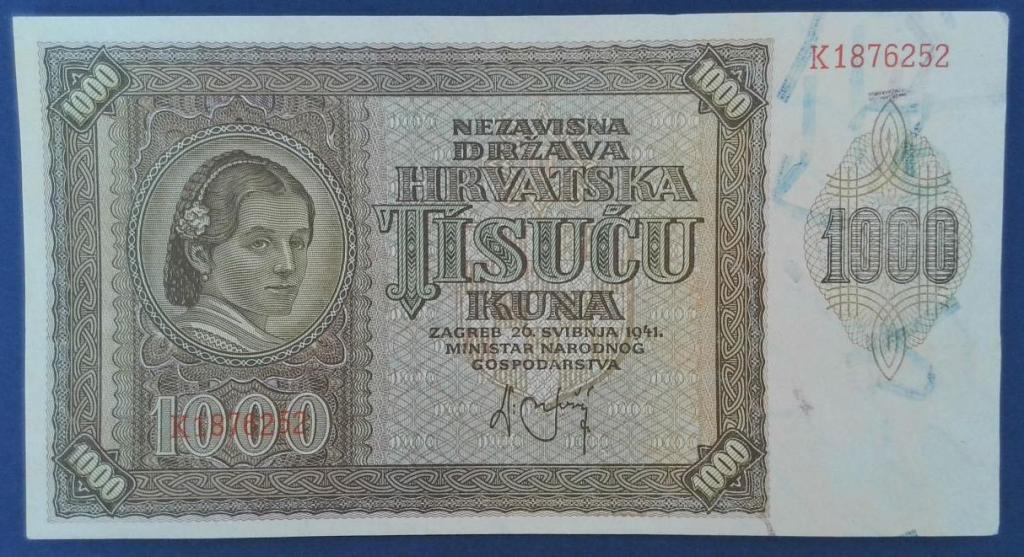 K1876252
1000
1000
NEZAVISNA
DRŽAVA
HRVATSKA
TISUĆU
KUNA
ZAGREB 26. SVIBNJA 1941.
MINISTAR NARODNOG
GOSPODARSTVA
1000
1000
K1876252
1000
1000